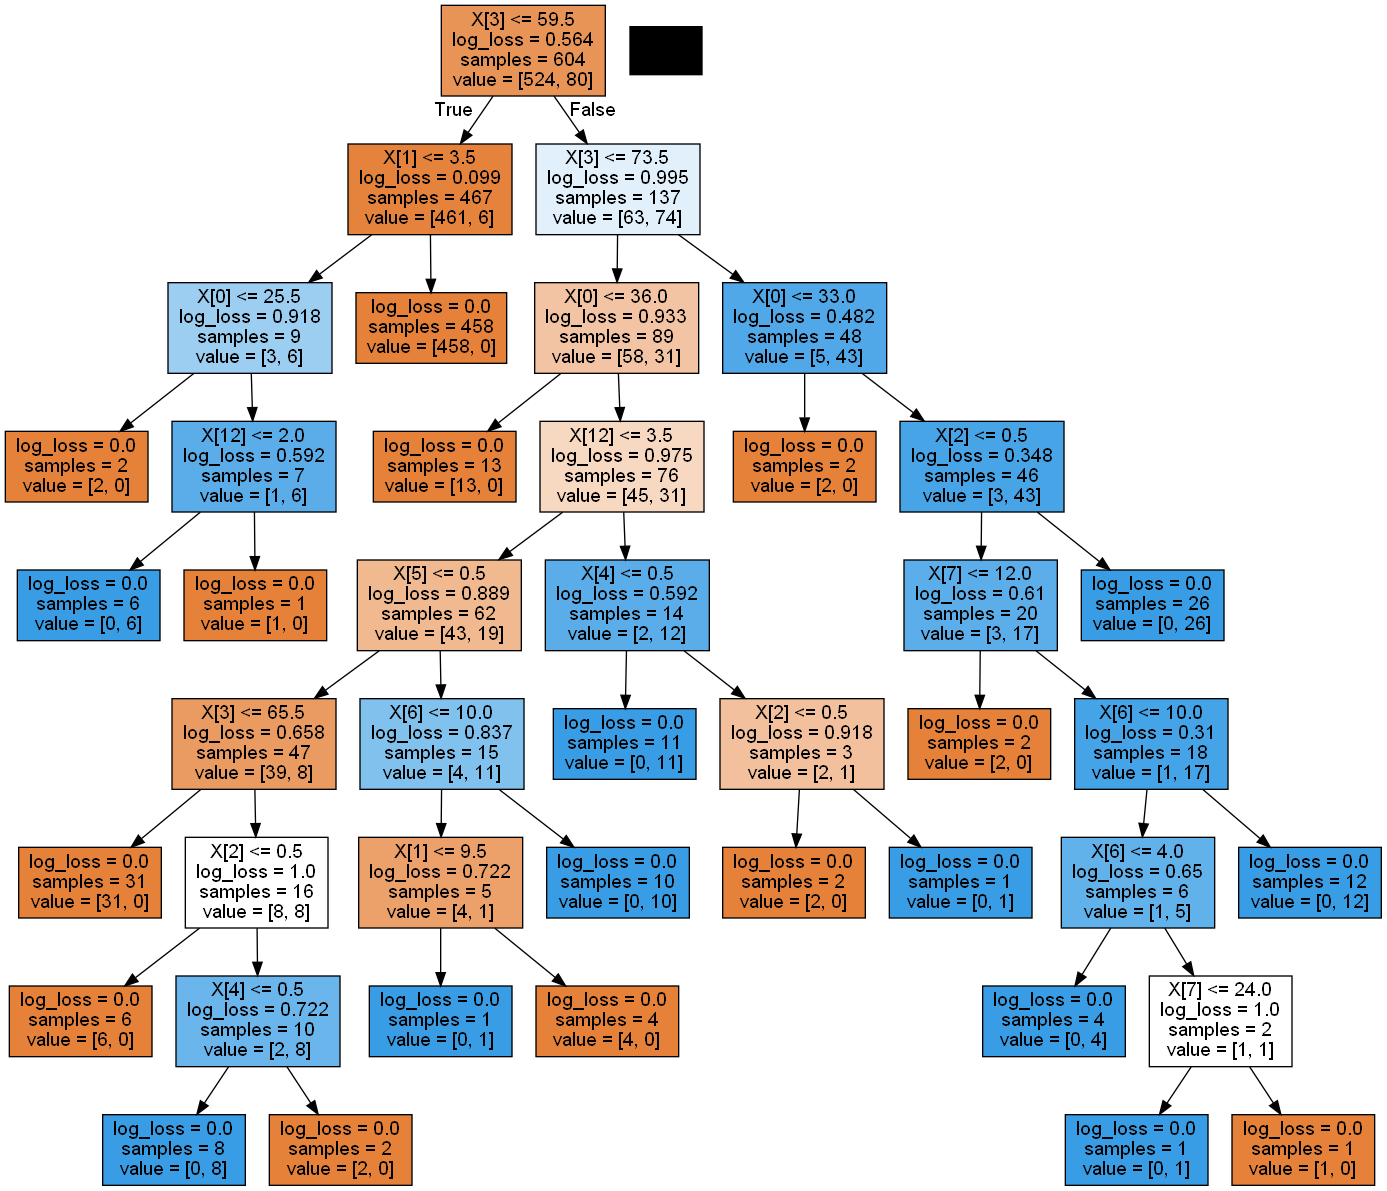 X[3] <= 59.5
log_loss = 0.564
samples = 604
value = [524, 80]
True
False
X[1] <= 3.5
log_loss = 0.099
samples = 467
value = [461, 6]
X[3] <= 73.5
log_loss = 0.995
samples = 137
value = [63, 74]
X[0] <= 25.5
log_loss = 0.918
samples = 9
value = [3, 6]
log_loss = 0.0
samples = 458
value = [458, 0]
X[0] <= 36.0
log_loss = 0.933
samples = 89
value = [58, 31]
X[0] <= 33.0
log_loss = 0.482
samples = 48
value = [5, 43]
log_loss = 0.0
samples = 2
value = [2, 0]
X[12] <= 2.0
log_loss = 0.592
samples = 7
value = [1, 6]
log_loss = 0.0
samples = 13
value = [13, 0]
X[12] <= 3.5
log_loss = 0.975
samples = 76
value = [45, 31]
log_loss = 0.0
samples = 2
value = [2, 0]
X[2] <= 0.5
log_loss = 0.348
samples = 46
value = [3, 43]
log_loss = 0.0
samples = 6
value = [0, 6]
log_loss = 0.0
samples = 1
value = [1, 0]
X[5] <= 0.5
log_loss = 0.889
samples = 62
value = [43, 19]
X[4] <= 0.5
log_loss = 0.592
samples = 14
value = [2, 12]
X[7] <= 12.0
log_loss = 0.61
samples = 20
value = [3, 17]
log_loss = 0.0
samples = 26
value = [0, 26]
X[3] <= 65.5
log_loss = 0.658
samples = 47
value = [39, 8]
X[6] <= 10.0
log_loss = 0.837
samples = 15
value = [4, 11]
log_loss = 0.0
samples = 11
value = [0, 11]
X[2] <= 0.5
log_loss = 0.918
samples = 3
value = [2, 1]
log_loss = 0.0
samples = 2
value = [2, 0]
X[6] <= 10.0
log_loss = 0.31
samples = 18
value = [1, 17]
log_loss = 0.0
samples = 31
value = [31, 0]
X[2] <= 0.5
log_loss = 1.0
samples = 16
value = [8, 8]
X[1] <= 9.5
log_loss = 0.722
samples = 5
value = [4, 1]
log_loss = 0.0
samples = 10
value = [0, 10]
log_loss = 0.0
samples = 2
value = [2, 0]
log_loss = 0.0
samples = 1
value = [0, 1]
X[6] <= 4.0
log_loss = 0.65
samples = 6
value = [1, 5]
log_loss = 0.0
samples = 12
value = [0, 12]
log_loss = 0.0
samples = 6
value = [6, 0]
X[4] <= 0.5
log_loss = 0.722
samples = 10
value = [2, 8]
log_loss = 0.0
samples = 1
value = [0, 1]
log_loss = 0.0
samples = 4
value = [4, 0]
log_loss = 0.0
samples = 4
value = [0, 4]
X[7] <= 24.0
log_loss = 1.0
samples = 2
value = [1, 1]
log_loss = 0.0
samples = 8
value = [0, 8]
log_loss = 0.0
samples = 2
value = [2, 0]
log_loss = 0.0
samples = 1
value = [0, 1]
log_loss = 0.0
samples = 1
value = [1, 0]